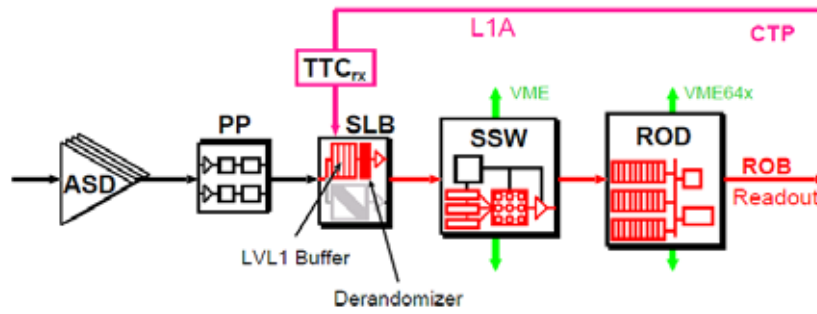 L1A
CTP
TTCrx
VME
VME64x
PP
SLB
SSW
ROD
ASD
ROB
Readout
LVL1 Buffer
Derandomizer